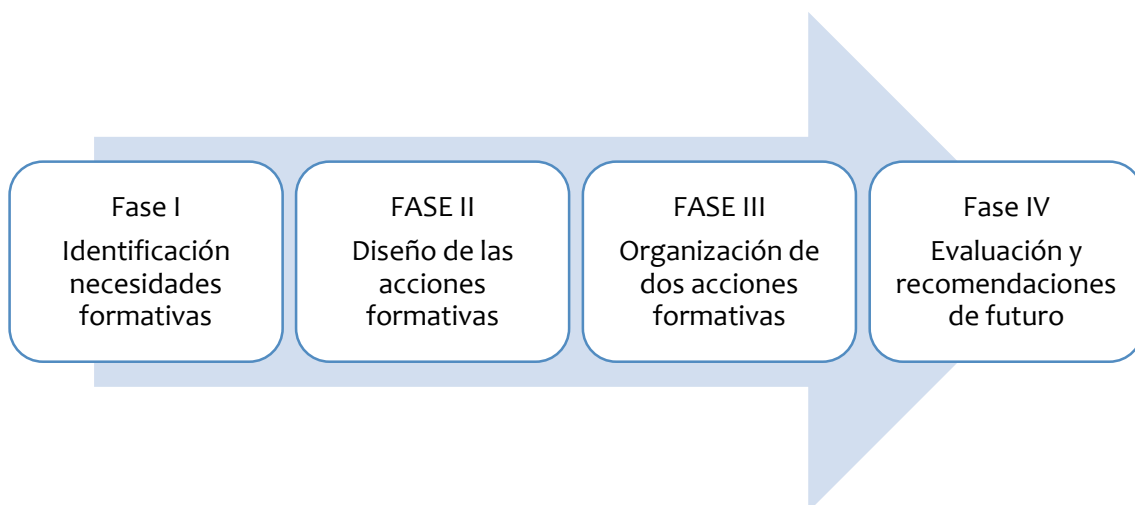 Fase I
Identificación
necesidades
formativas
FASE II
Diseño de las
acciones
formativas
FASE III
Organización de
dos acciones
formativas
Fase IV
Evaluación y
recomendaciones
de futuro